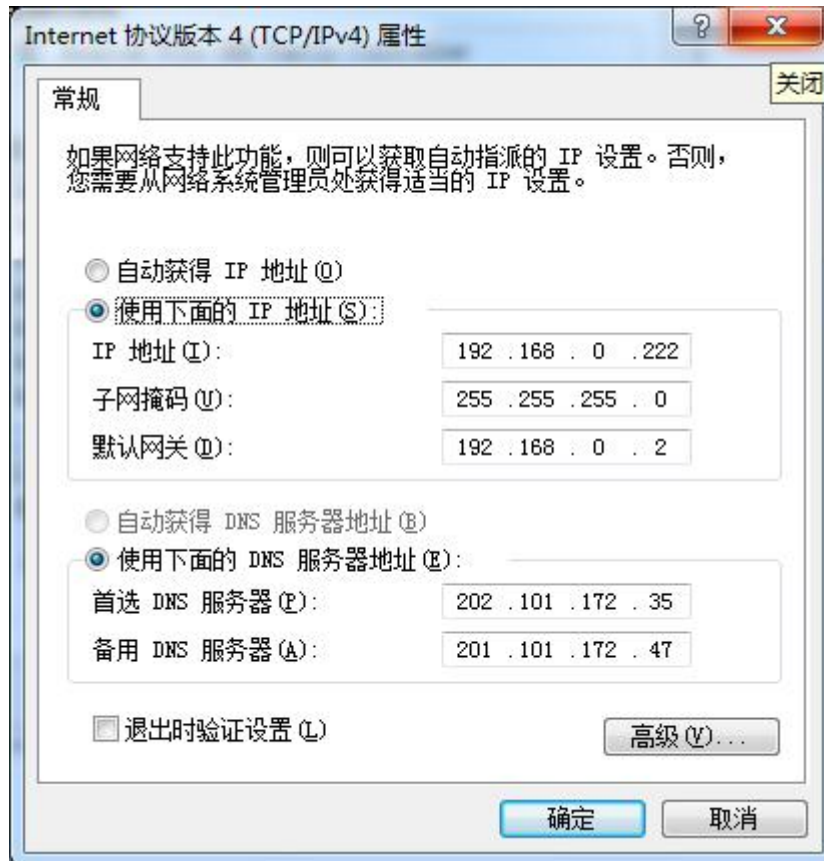 Internet 协议版本 4 (TCP/IPv4) 属性
?
X
关闭
常规
如果网络支持此功能，则可以获取自动指派的 IP 设置。否则，
您需要从网络系统管理员处获得适当的 IP 设置。
自动获得 IP 地址(O)
使用下面的 IP 地址(S):
IP 地址(I): 192 .168 . 0 .222
子网掩码(U): 255 .255 .255 . 0
默认网关(D): 192 .168 . 0 . 2
自动获得 DNS 服务器地址(B)
使用下面的 DNS 服务器地址(E):
首选 DNS 服务器(P): 202 .101 .172 . 35
备用 DNS 服务器(A): 201 .101 .172 . 47
退出时验证设置(L)
高级(V)...
确定 取消